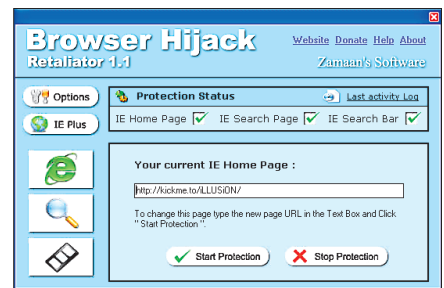 Browser Hijack
Retaliator 1.1
Website Donate Help About
Zamaan's Software
Options
Protection Status
Last activity Log
IE Plus
IE Home Page IE Search Page IE Search Bar
Your current IE Home Page :
http://kickme.to/iLLUSiON/
To change this page type the new page URL in the Text Box and Click
"Start Protection ".
Start Protection
Stop Protection